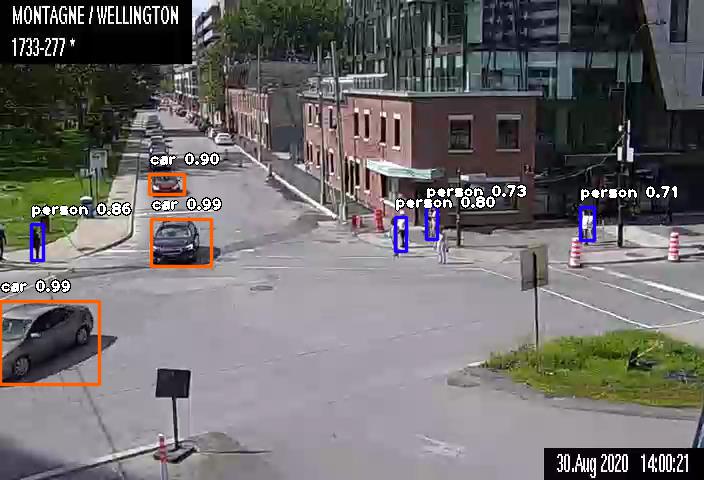 MONTAGNE / WELLINGTON
1733-277 *
car 0.90
person 0.73
person 0.71
person 0.86
car 0.99
person 0.80
car 0.99
30.Aug 2020 14:00:21